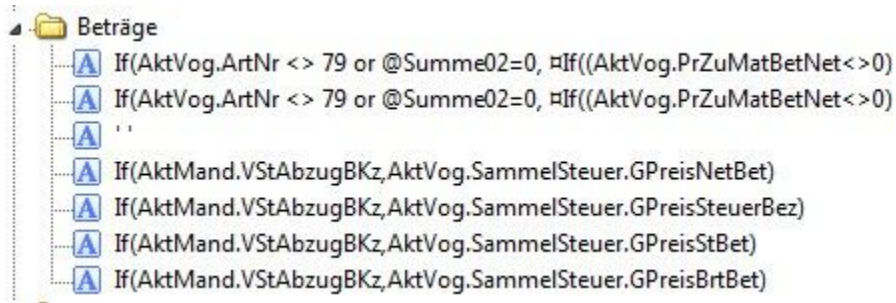 Beträge
A If(AktVog.ArtNr <> 79 or @Summe02=0, ¤If((AktVog.PrZuMatBetNet<>0)
A If(AktVog.ArtNr <> 79 or @Summe02=0, ¤If((AktVog.PrZuMatBetNet<>0)
A ' '
A If(AktMand.VStAbzugBKz,AktVog.SammelSteuer.GPreisNetBet)
A If(AktMand.VStAbzugBKz,AktVog.SammelSteuer.GPreisSteuerBez)
A If(AktMand.VStAbzugBKz,AktVog.SammelSteuer.GPreisStBet)
A If(AktMand.VStAbzugBKz,AktVog.SammelSteuer.GPreisBrtBet)